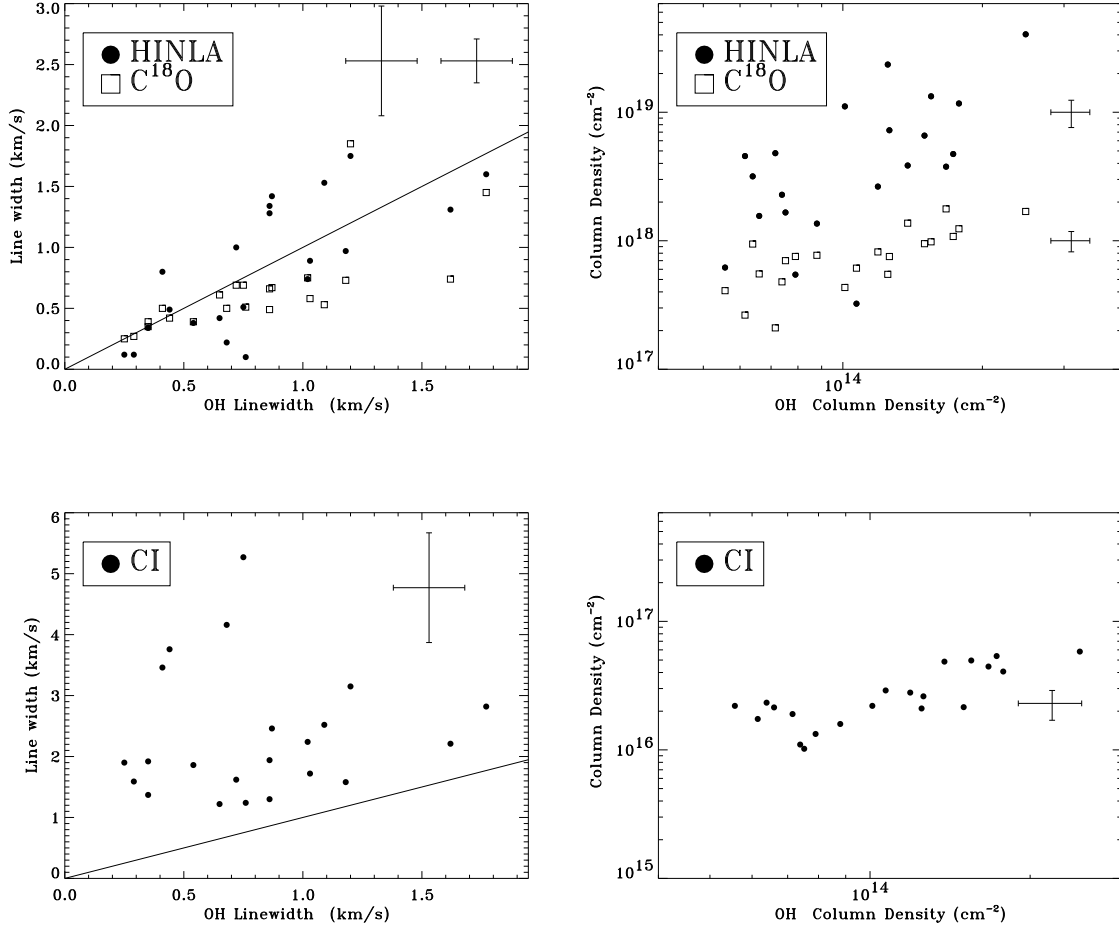 3.0
2.5
2.0
1.5
1.0
0.5
0.0
Line width (km/s)
HINLA
C¹⁸O
0.0
0.5
1.0
1.5
OH Linewidth (km/s)
10¹⁹
10¹⁸
10¹⁷
Column Density (cm⁻²)
HINLA
C¹⁸O
10¹⁴
OH Column Density (cm⁻²)
6
5
4
3
2
1
0
Line width (km/s)
CI
0.0
0.5
1.0
1.5
OH Linewidth (km/s)
10¹⁷
10¹⁶
10¹⁵
Column Density (cm⁻²)
CI
10¹⁴
OH Column Density (cm⁻²)